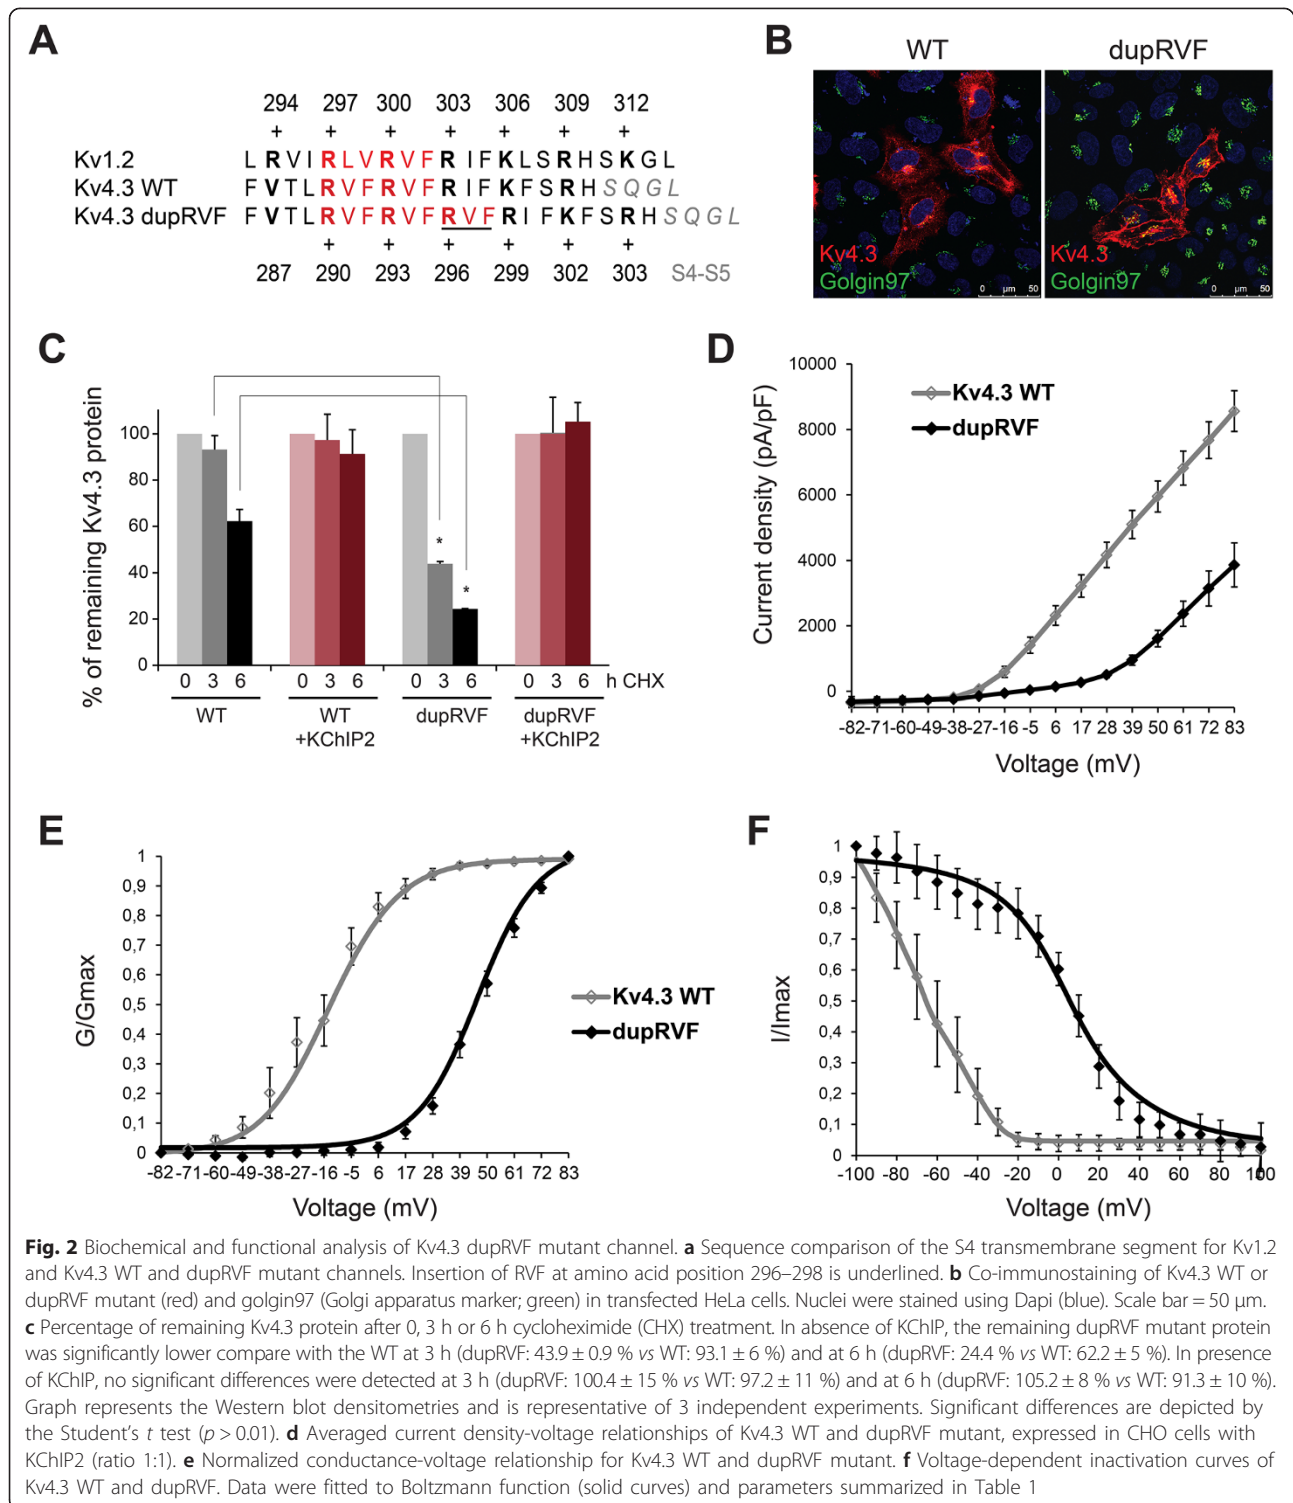 A
294 297 300 303 306 309 312
+ + + + + + +
Kv1.2 L R V I R L V R V F R I F K L S R H S K G L
Kv4.3 WT F V T L R V F R V F R I F K F S R H S Q G L
Kv4.3 dupRVF F V T L R V F R V F R V F R I F K F S R H S Q G L
+ + + + + +
287 290 293 296 299 302 303 S4-S5
B
WT dupRVF
Kv4.3
Golgin97
0 µm 50
Kv4.3
Golgin97
0 µm 50
C
% of remaining Kv4.3 protein
100
80
60
40
20
0
* *
0 3 6 0 3 6 0 3 6 0 3 6 h CHX
WT WT dupRVF dupRVF
+KChIP2 +KChIP2
D
Current density (pA/pF)
10000
8000
6000
4000
2000
0
Kv4.3 WT
dupRVF
-82 -71 -60 -49 -38 -27 -16 -5 6 17 28 39 50 61 72 83
Voltage (mV)
E
G/Gmax
1
0,9
0,8
0,7
0,6
0,5
0,4
0,3
0,2
0,1
0
-82 -71 -60 -49 -38 -27 -16 -5 6 17 28 39 50 61 72 83
Voltage (mV)
Kv4.3 WT
dupRVF
F
I/Imax
1
0,9
0,8
0,7
0,6
0,5
0,4
0,3
0,2
0,1
0
-100 -80 -60 -40 -20 0 20 40 60 80 100
Voltage (mV)
Fig. 2 Biochemical and functional analysis of Kv4.3 dupRVF mutant channel. a Sequence comparison of the S4 transmembrane segment for Kv1.2
and Kv4.3 WT and dupRVF mutant channels. Insertion of RVF at amino acid position 296–298 is underlined. b Co-immunostaining of Kv4.3 WT or
dupRVF mutant (red) and golgin97 (Golgi apparatus marker; green) in transfected HeLa cells. Nuclei were stained using Dapi (blue). Scale bar = 50 µm.
c Percentage of remaining Kv4.3 protein after 0, 3 h or 6 h cycloheximide (CHX) treatment. In absence of KChIP, the remaining dupRVF mutant protein
was significantly lower compare with the WT at 3 h (dupRVF: 43.9 ± 0.9 % vs WT: 93.1 ± 6 %) and at 6 h (dupRVF: 24.4 % vs WT: 62.2 ± 5 %). In presence
of KChIP, no significant differences were detected at 3 h (dupRVF: 100.4 ± 15 % vs WT: 97.2 ± 11 %) and at 6 h (dupRVF: 105.2 ± 8 % vs WT: 91.3 ± 10 %).
Graph represents the Western blot densitometries and is representative of 3 independent experiments. Significant differences are depicted by
the Student's t test (p > 0.01). d Averaged current density-voltage relationships of Kv4.3 WT and dupRVF mutant, expressed in CHO cells with
KChIP2 (ratio 1:1). e Normalized conductance-voltage relationship for Kv4.3 WT and dupRVF mutant. f Voltage-dependent inactivation curves of
Kv4.3 WT and dupRVF. Data were fitted to Boltzmann function (solid curves) and parameters summarized in Table 1